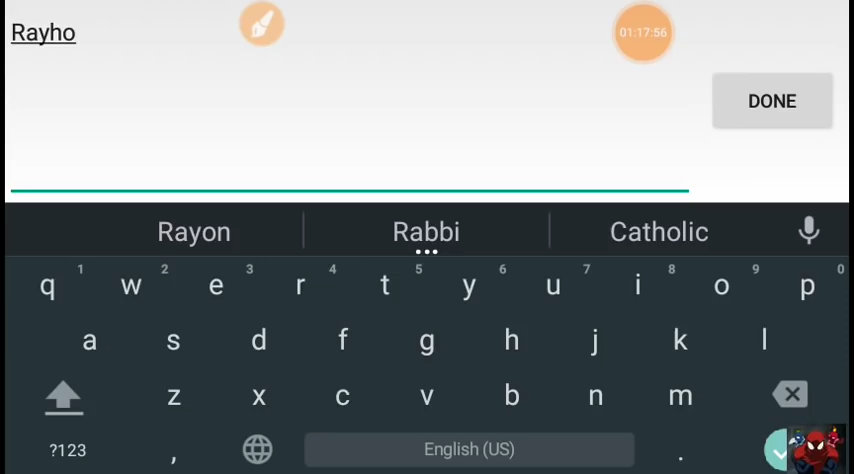 Rayho
01:17:56
DONE
Rayon Rabbi Catholic
q 1 w 2 e 3 r 4 t 5 y 6 u 7 i 8 o 9 p 0
a s d f g h j k l
z x c v b n m
?123 , English (US) .